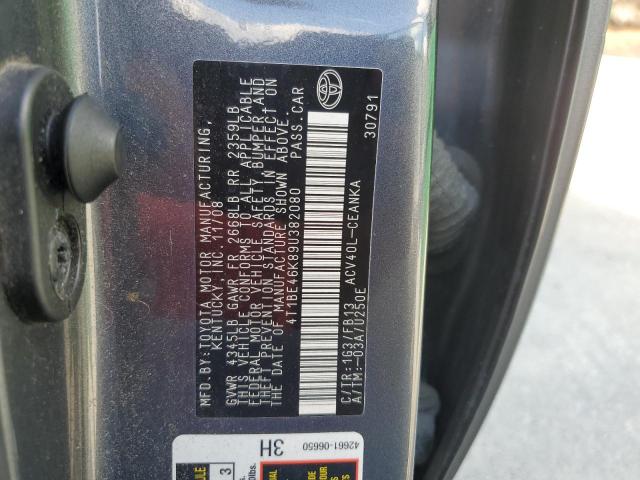 MFD. BY: TOYOTA MOTOR MANUFACTURING,
KENTUCKY, INC. 11/08
GVWR 4345LB GAWR FR 2668LB RR 2359LB
THIS VEHICLE CONFORMS TO ALL APPLICABLE
FEDERAL MOTOR VEHICLE SAFETY, BUMPER, AND
THEFT PREVENTION STANDARDS IN EFFECT ON
THE DATE OF MANUFACTURE SHOWN ABOVE.
4T1BE46K89U382080 PASS. CAR
30791
ACV40L-CEANKA
C/TR: 1G3/FB13
A/TM: -03A/U250E
42661-06650
3H
3